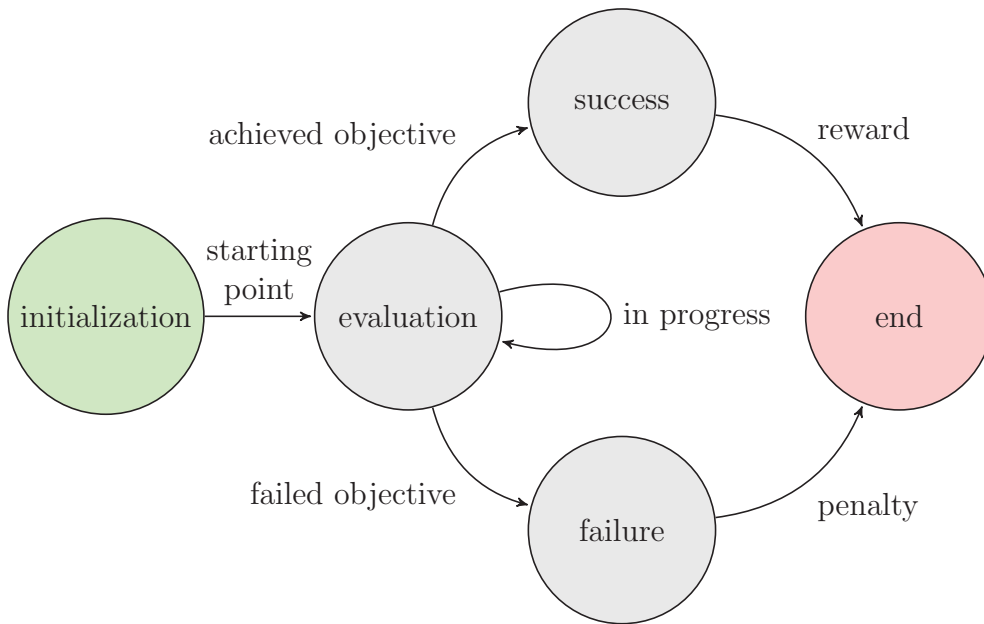 success
achieved objective
reward
starting
point
initialization
evaluation
in progress
end
failed objective
penalty
failure